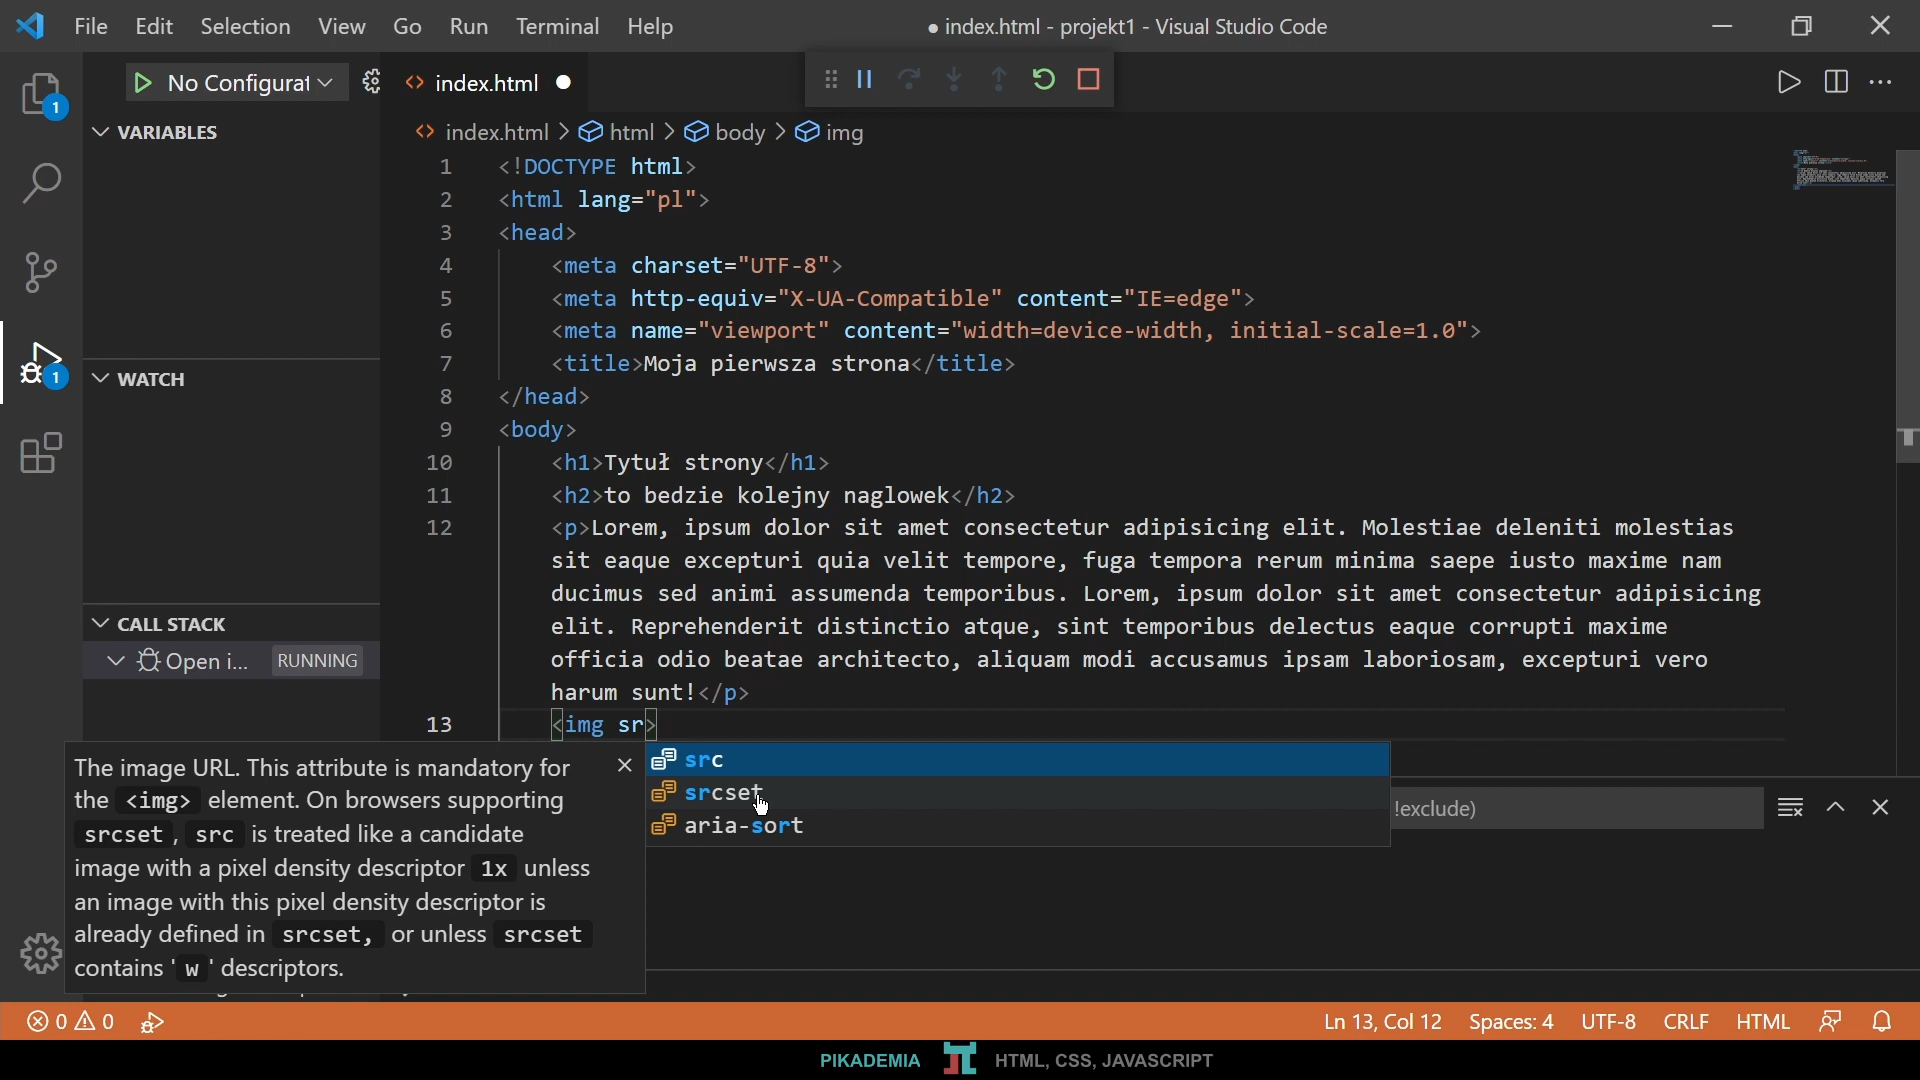 File Edit Selection View Go Run Terminal Help
● index.html - projekt1 - Visual Studio Code
No Configurat
index.html
VARIABLES
index.html > html > body > img
1 <!DOCTYPE html>
2 <html lang="pl">
3 <head>
4 <meta charset="UTF-8">
5 <meta http-equiv="X-UA-Compatible" content="IE=edge">
6 <meta name="viewport" content="width=device-width, initial-scale=1.0">
7 <title>Moja pierwsza strona</title>
8 </head>
9 <body>
10 <h1>Tytuł strony</h1>
11 <h2>to bedzie kolejny naglowek</h2>
12 <p>Lorem, ipsum dolor sit amet consectetur adipisicing elit. Molestiae deleniti molestias
sit eaque excepturi quia velit tempore, fuga tempora rerum minima saepe iusto maxime nam
ducimus sed animi assumenda temporibus. Lorem, ipsum dolor sit amet consectetur adipisicing
elit. Reprehenderit distinctio atque, sint temporibus delectus eaque corrupti maxime
officia odio beatae architecto, aliquam modi accusamus ipsam laboriosam, excepturi vero
harum sunt!</p>
13 <img sr>
1
WATCH
1
CALL STACK
Open i... RUNNING
The image URL. This attribute is mandatory for
the <img> element. On browsers supporting
srcset, src is treated like a candidate
image with a pixel density descriptor 1x unless
an image with this pixel density descriptor is
already defined in srcset, or unless srcset
contains 'w' descriptors.
src
srcset
aria-sort
!exclude)
0 0
Ln 13, Col 12 Spaces: 4 UTF-8 CRLF HTML
PIKADEMIA HTML, CSS, JAVASCRIPT